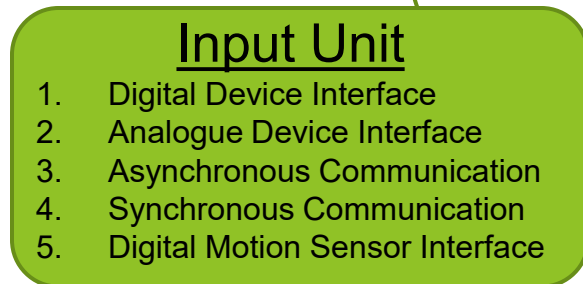 Input Unit
1. Digital Device Interface
2. Analogue Device Interface
3. Asynchronous Communication
4. Synchronous Communication
5. Digital Motion Sensor Interface